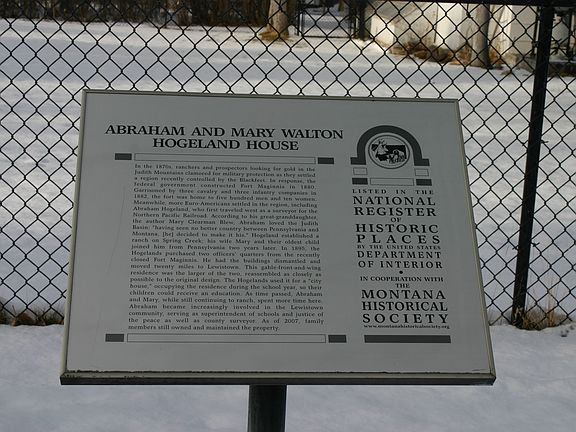 ABRAHAM AND MARY WALTON
HOGELAND HOUSE
In the 1870s, ranchers and prospectors looking for gold in the
Judith Mountains clamored for military protection as they settled
a region recently controlled by the Blackfeet. In response, the
federal government constructed Fort Maginnis in 1880.
Garrisoned by three cavalry and three infantry companies in
1882, the fort was home to five hundred men and ten women.
Meanwhile, more Euro-Americans settled in the region, including
Abraham Hogeland, who first traveled west as a surveyor for the
Northern Pacific Railroad. According to his great-granddaughter,
the author Mary Clearman Blew, Abraham loved the Judith
Basin: "having seen no better country between Pennsylvania and
Montana, [he] decided to make it his." Hogeland established a
ranch on Spring Creek; his wife Mary and their oldest child
joined him from Pennsylvania two years later. In 1895, the
Hogelands purchased two officers' quarters from the recently
closed Fort Maginnis. He had the buildings dismantled and
moved twenty miles to Lewistown. This gable-front-and-wing
residence was the larger of the two, reassembled as closely as
possible to the original design. The Hogelands used it for a "city
house," occupying the residence during the school year, so their
children could receive an education. As time passed, Abraham
and Mary, while still continuing to ranch, spent more time here.
Abraham became increasingly involved in the Lewistown
community, serving as superintendent of schools and justice of
the peace as well as county surveyor. As of 2007, family
members still owned and maintained the property.
LISTED IN THE
NATIONAL
REGISTER
OF
HISTORIC
PLACES
BY THE UNITED STATES
DEPARTMENT
OF INTERIOR
•
IN COOPERATION WITH
THE
MONTANA
HISTORICAL
SOCIETY
www.montanahistoricalsociety.org